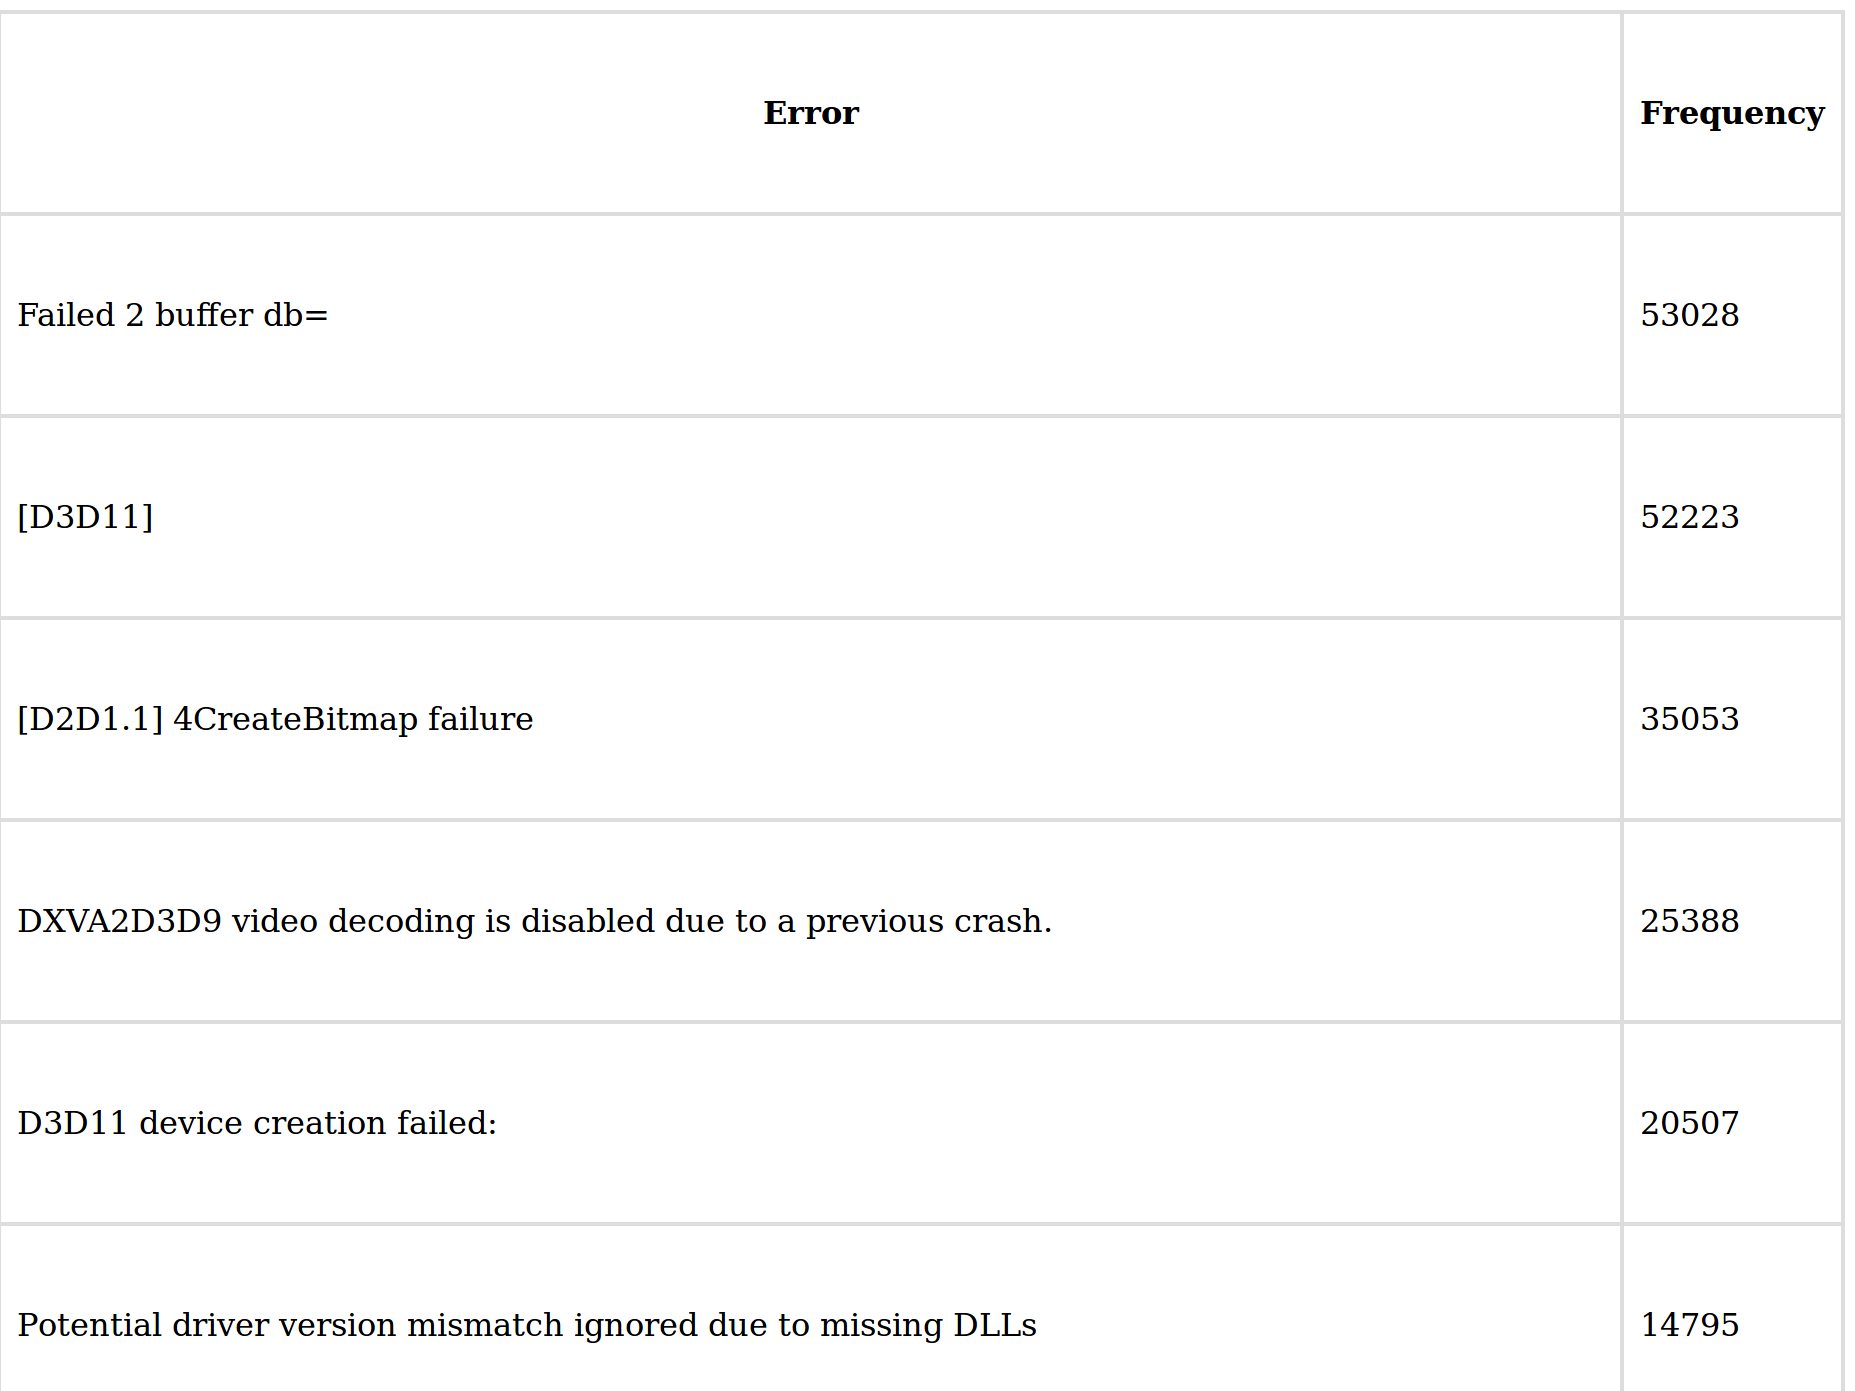 Error Frequency
Failed 2 buffer db= 53028
[D3D11] 52223
[D2D1.1] 4CreateBitmap failure 35053
DXVA2D3D9 video decoding is disabled due to a previous crash. 25388
D3D11 device creation failed: 20507
Potential driver version mismatch ignored due to missing DLLs 14795